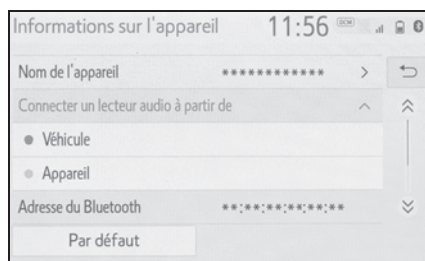 Informations sur l'appareil 11:56 DCM
Nom de l'appareil ************ >
Connecter un lecteur audio à partir de
Véhicule
Appareil
Adresse du Bluetooth **:**:**:**:**:**
Par défaut